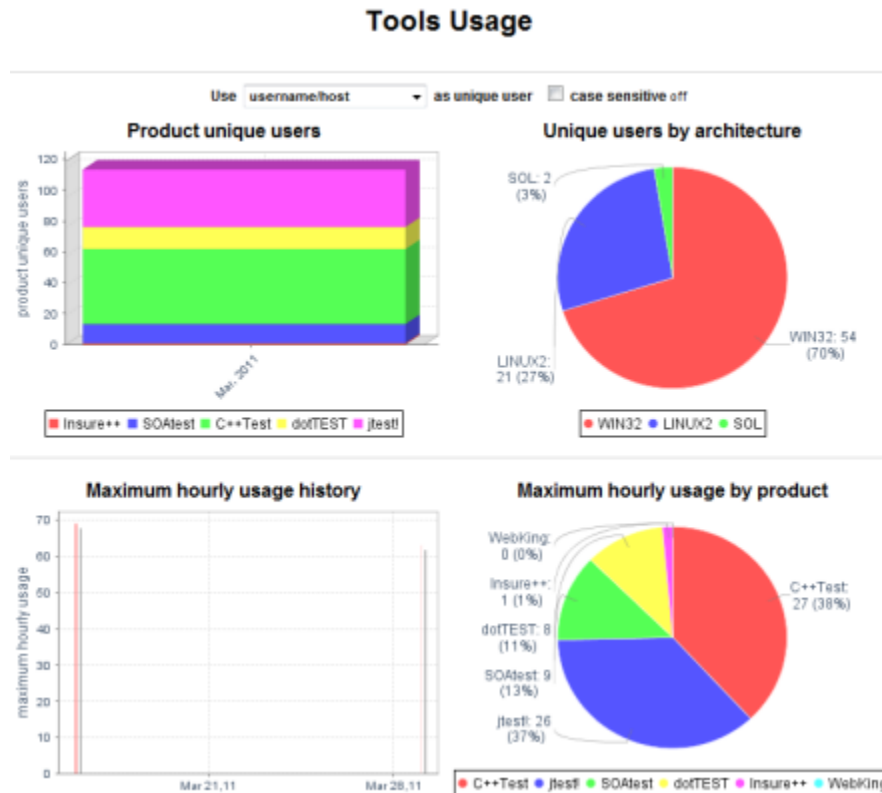 Tools Usage
Use username/host as unique user case sensitive off
Product unique users
120
100
80
60
40
20
0
product unique users
Mar, 2011
Insure++ SOAtest C++Test dotTEST jtest!
Unique users by architecture
SOL: 2
(3%)
WIN32: 54
(70%)
LINUX2:
21 (27%)
WIN32 LINUX2 SOL
Maximum hourly usage history
70
60
50
40
30
20
10
0
maximum hourly usage
Mar 21,11
Mar 28,11
Maximum hourly usage by product
WebKing:
0 (0%)
Insure++:
1 (1%)
C++Test:
27 (38%)
dotTEST: 8
(11%)
SOAtest: 9
(13%)
jtest!: 26
(37%)
C++Test jtest! SOAtest dotTEST Insure++ WebKing